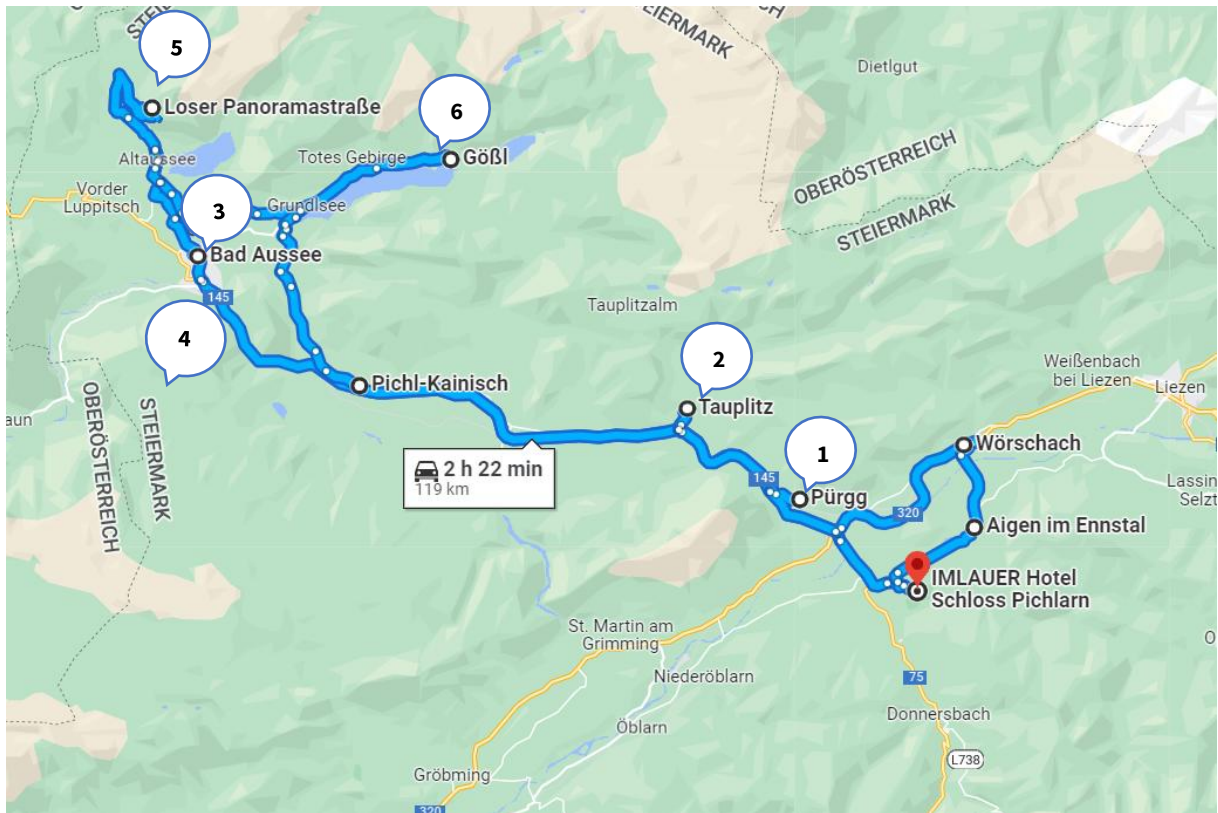 STEIERMARK
STEIERMARK
5
Dietlgut
Loser Panoramastraße
6
Altaussee
Totes Gebirge
Gößl
OBERÖSTERREICH
STEIERMARK
Vorder
Luppitsch
3
Grundlsee
Bad Aussee
145
Tauplitzalm
4
2
Weißenbach
bei Liezen
Liezen
Pichl-Kainisch
OBERÖSTERREICH
STEIERMARK
aun
Tauplitz
1
Wörschach
2 h 22 min
119 km
145
Pürgg
320
Lassin
Selzt
Aigen im Ennstal
IMLAUER Hotel
Schloss Pichlarn
St. Martin am
Grimming
Niederöblarn
75
Öblarn
Donnersbach
L738
Gröbming
320